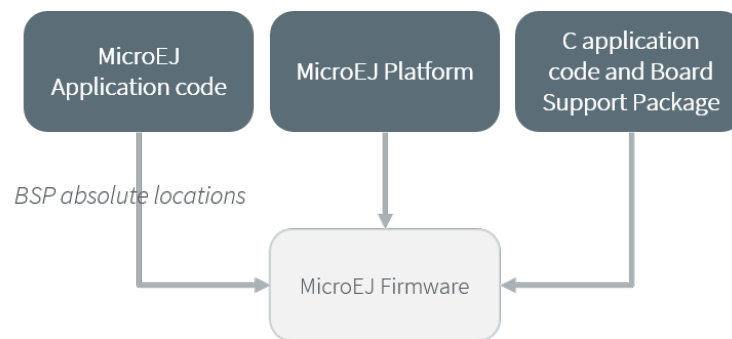 MicroEJ
Application code
MicroEJ Platform
C application
code and Board
Support Package
BSP absolute locations
MicroEJ Firmware